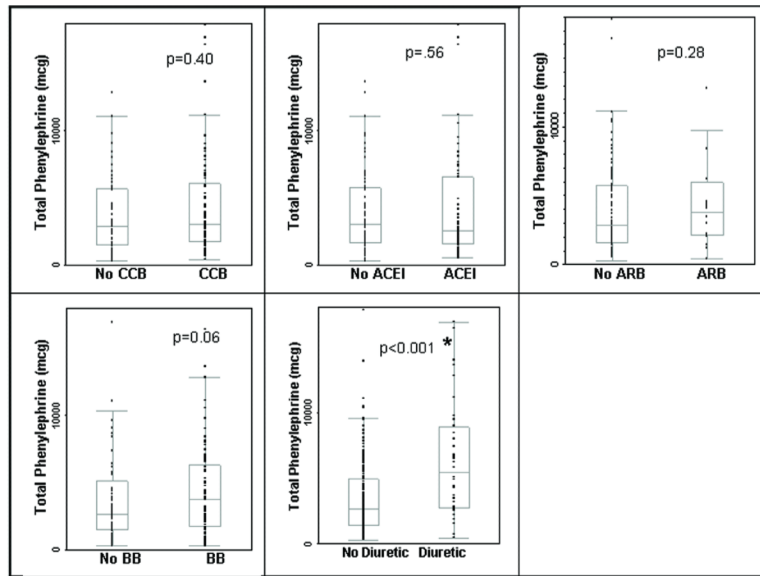 Total Phenylephrine (mcg)
10000
0
p=0.40
No CCB CCB
Total Phenylephrine (mcg)
10000
0
p=.56
No ACEI ACEI
Total Phenylephrine (mcg)
10000
0
p=0.28
No ARB ARB
Total Phenylephrine (mcg)
10000
0
p=0.06
No BB BB
Total Phenylephrine (mcg)
10000
0
p<0.001 *
No Diuretic Diuretic